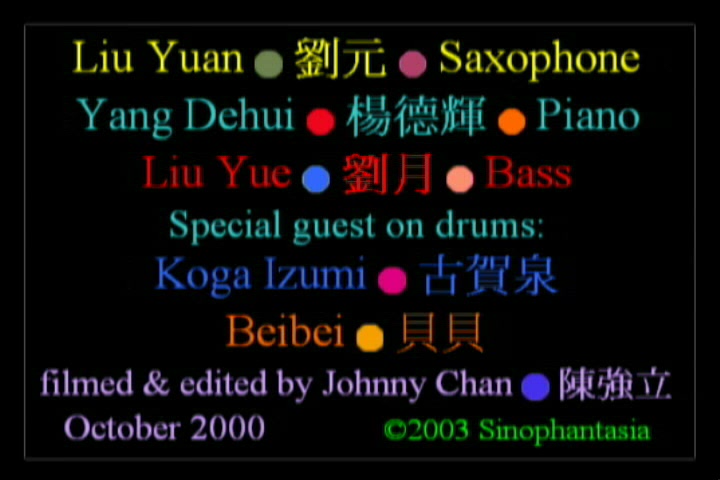 Liu Yuan ● 劉元 ● Saxophone
Yang Dehui ● 楊德輝 ● Piano
Liu Yue ● 劉月 ● Bass
Special guest on drums:
Koga Izumi ● 古賀泉
Beibei ● 貝貝
filmed & edited by Johnny Chan ● 陳強立
October 2000 ©2003 Sinophantasia